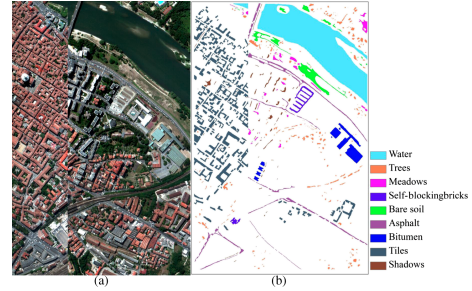 Water
Trees
Meadows
Self-blockingbricks
Bare soil
Asphalt
Bitumen
Tiles
Shadows
(a)
(b)